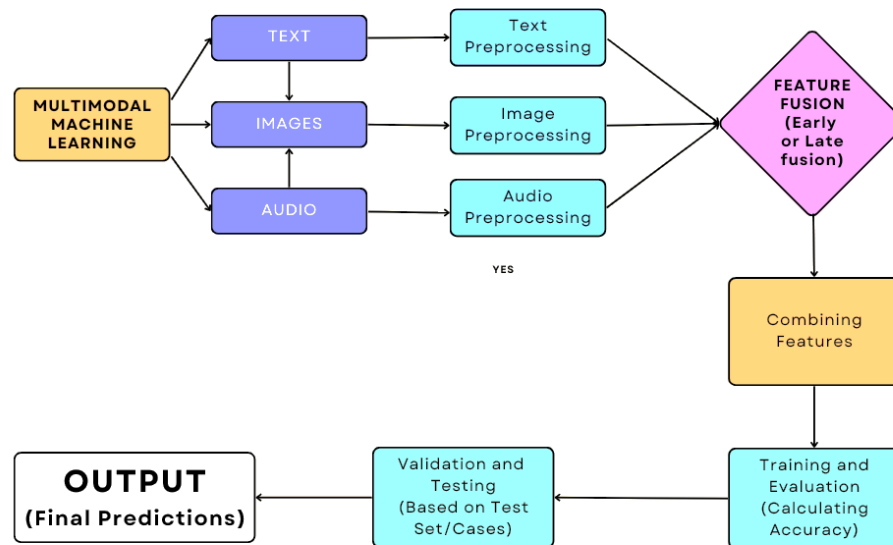 MULTIMODAL
MACHINE
LEARNING
TEXT
IMAGES
AUDIO
Text
Preprocessing
Image
Preprocessing
Audio
Preprocessing
FEATURE
FUSION
(Early
or Late
fusion)
YES
Combining
Features
Training and
Evaluation
(Calculating
Accuracy)
Validation and
Testing
(Based on Test
Set/Cases)
OUTPUT
(Final Predictions)